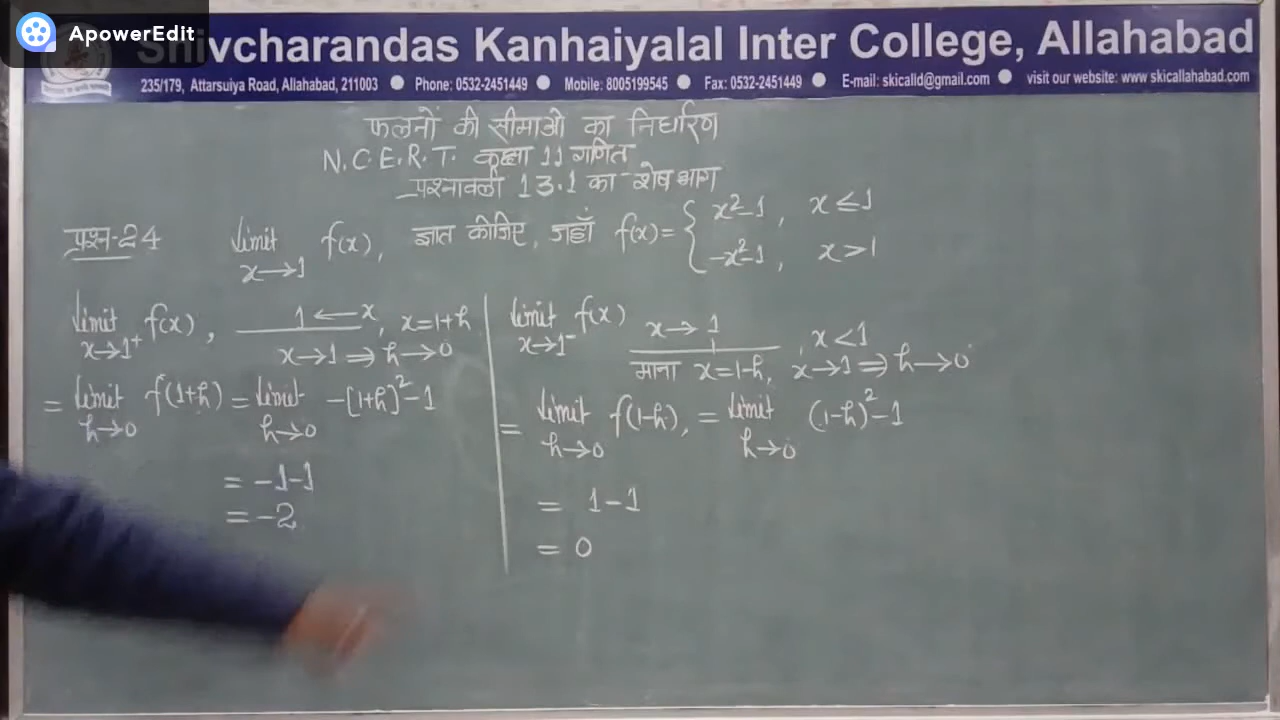 ApowerEdit
Shivcharandas Kanhaiyalal Inter College, Allahabad
235/179, Attarsuiya Road, Allahabad, 211003 ● Phone: 0532-2451449 ● Mobile: 8005199545 ● Fax: 0532-2451449 ● E-mail: skicalld@gmail.com ● visit our website: www.skicallahabad.com
फलनों की सीमाओ का निर्धारण
N.C.E.R.T. कक्षा 11 गणित
प्रश्नावली 13.1 का शेष भाग
प्रश्न-24 limit x→1 f(x), ज्ञात कीजिए, जहाँ f(x)= { x²-1, x≤1
-x²-1, x>1
limit x→1⁺ f(x), 1←x, x=1+h
x→1⇒h→0
= limit h→0 f(1+h) = limit h→0 -[1+h]²-1
= -1-1
= -2
limit x→1⁻ f(x) x→1, x<1
माना x=1-h, x→1⇒h→0
= limit h→0 f(1-h), = limit h→0 (1-h)²-1
= 1-1
= 0